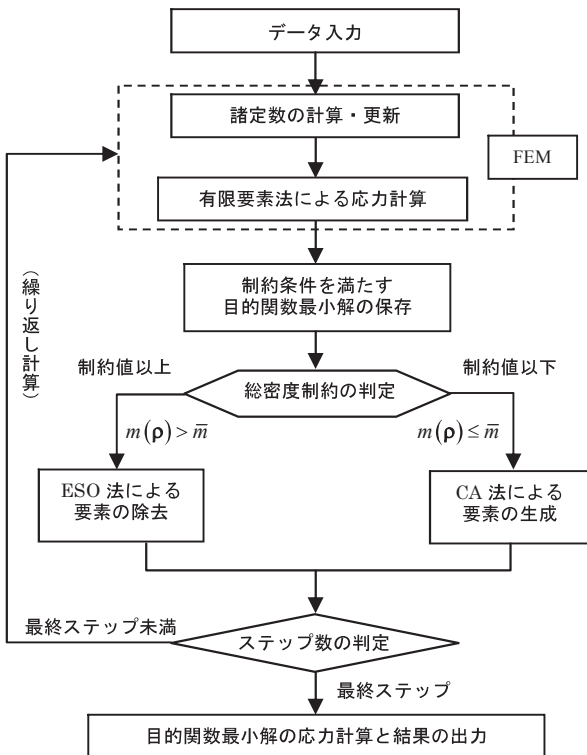 データ入力
諸定数の計算・更新
FEM
有限要素法による応力計算
(繰り返し計算)
制約条件を満たす
目的関数最小解の保存
制約値以上
総密度制約の判定
制約値以下
m(ρ) > m̅
m(ρ) ≤ m̅
ESO 法による
要素の除去
CA 法による
要素の生成
最終ステップ未満
ステップ数の判定
最終ステップ
目的関数最小解の応力計算と結果の出力